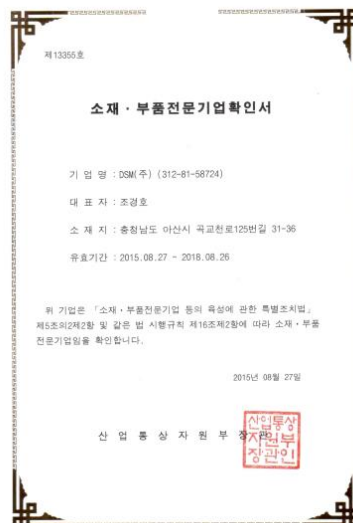 제13355호
소재 · 부품전문기업확인서
기 업 명 : DSM(주) (312-81-58724)
대 표 자 : 조경호
소 재 지 : 충청남도 아산시 곡교천로125번길 31-36
유효기간 : 2015.08.27 - 2018.08.26
위 기업은 「소재 · 부품전문기업 등의 육성에 관한 특별조치법」
제5조의2제2항 및 같은 법 시행규칙 제16조제2항에 따라 소재 · 부품
전문기업임을 확인합니다.
2015년 08월 27일
산 업 통 상 자 원 부 장 관
산업통상
자원부
장관인